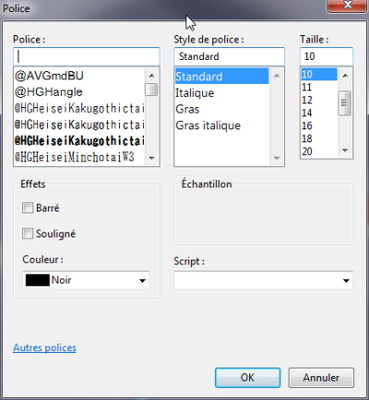 Police
Police :
Style de police :
Taille :
Standard
10
@AVGmdBU
@HGHangle
@HGHeiseiKakugothictai
@HGHeiseiKakugothictai
@HGHeiseiKakugothictai
@HGHeiseiMinchotaiW3
Standard
Italique
Gras
Gras italique
10
11
12
14
16
18
20
Effets
Barré
Souligné
Couleur :
Noir
Échantillon
Script :
Autres polices
OK
Annuler